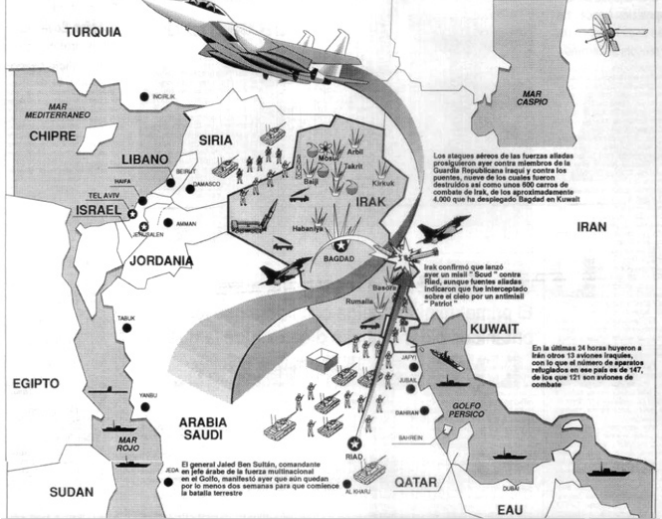 TURQUIA
INCIRLIK
MAR
MEDITERRANEO
CHIPRE
SIRIA
MAR
CASPIO
LIBANO
BEIRUT
DAMASCO
HAIFA
TEL AVIV
ISRAEL
JERUSALEN
AMMAN
JORDANIA
Mosul
Arbil
Takrit
Baiji
Kirkuk
IRAK
Habaniya
BAGDAD
Basora
Rumaila
IRAN
Los ataques aéreos de las fuerzas aliadas
prosiguieron ayer contra miembros de la
Guardia Republicana Iraquí y contra los
puentes, nueve de los cuales fueron
destruidos así como unos 600 carros de
combate de Irak, de los aproximadamente
4.000 que ha desplegado Bagdad en Kuwait
Irak confirmó que lanzó
ayer un misil " Scud " contra
Riad, aunque fuentes aliadas
indicaron que fue interceptado
sobre el cielo por un antimisil
" Patriot "
KUWAIT
En la últimas 24 horas huyeron a
Irán otros 13 aviones iraquíes,
con lo que el número de aparatos
refugiados en ese país es de 147,
de los que 121 son aviones de
combate
TABUK
EGIPTO
YANBU
MAR
ROJO
JEDA
SUDAN
ARABIA
SAUDI
JAPYI
JUBAIL
DAHRAN
BAHREIN
GOLFO
PERSICO
RIAD
AL KHARJ
QATAR
DUBAI
EAU
El general Jaled Ben Sultán, comandante
en jefe árabe de la fuerza multinacional
en el Golfo, manifestó ayer que aún quedan
por lo menos dos semanas para que comience
la batalla terrestre